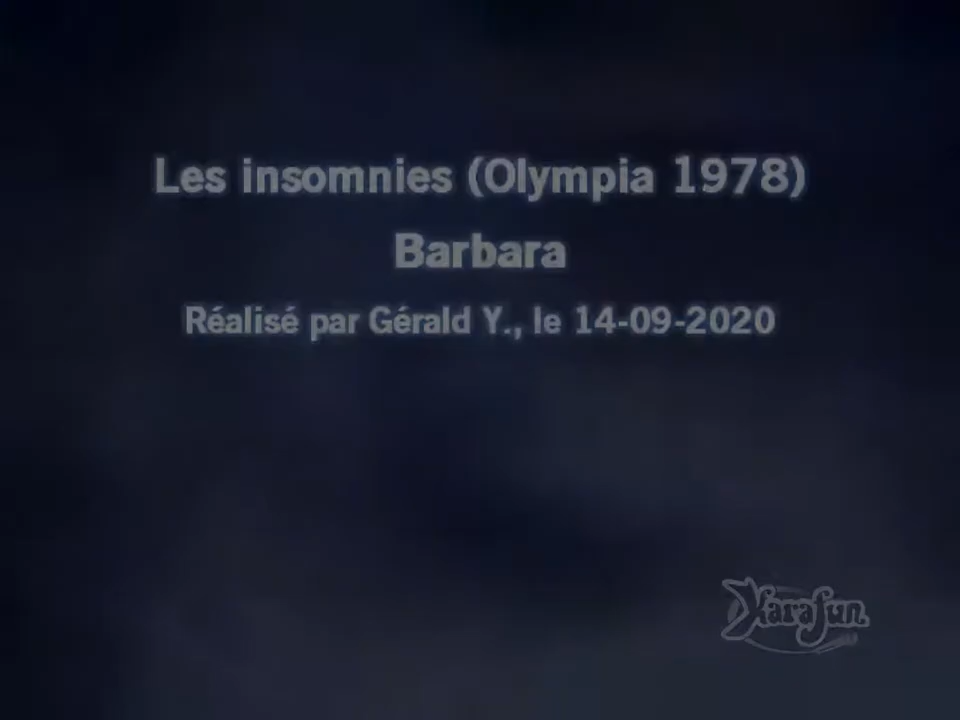 Les insomnies (Olympia 1978)
Barbara
Réalisé par Gérald Y., le 14-09-2020
Karafun